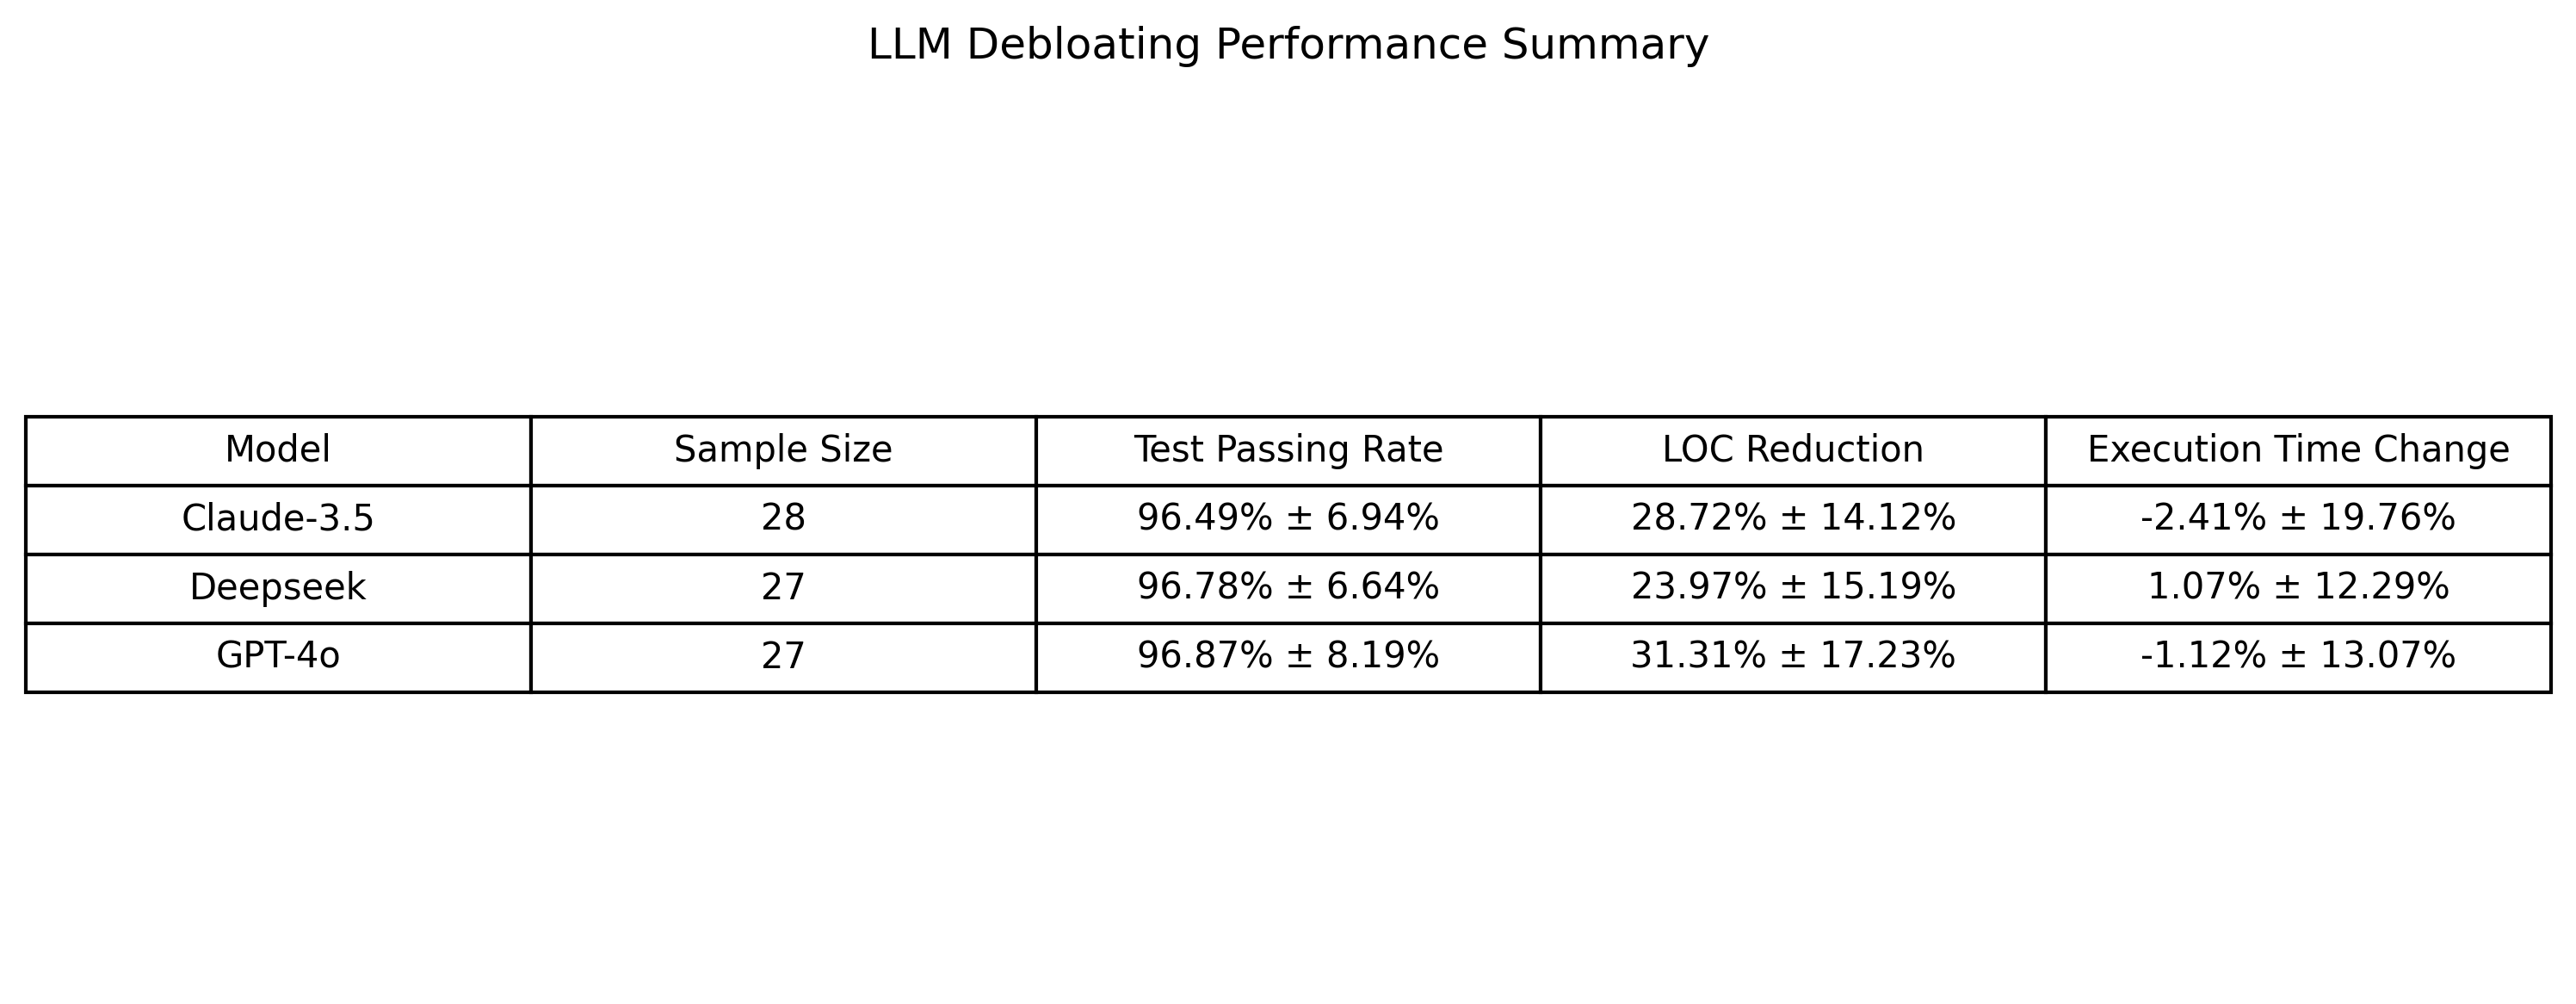 LLM Debloating Performance Summary
Model Sample Size Test Passing Rate LOC Reduction Execution Time Change
Claude-3.5 28 96.49% ± 6.94% 28.72% ± 14.12% -2.41% ± 19.76%
Deepseek 27 96.78% ± 6.64% 23.97% ± 15.19% 1.07% ± 12.29%
GPT-4o 27 96.87% ± 8.19% 31.31% ± 17.23% -1.12% ± 13.07%